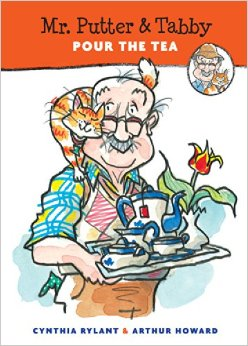 Mr. Putter & Tabby
POUR THE TEA
CYNTHIA RYLANT & ARTHUR HOWARD